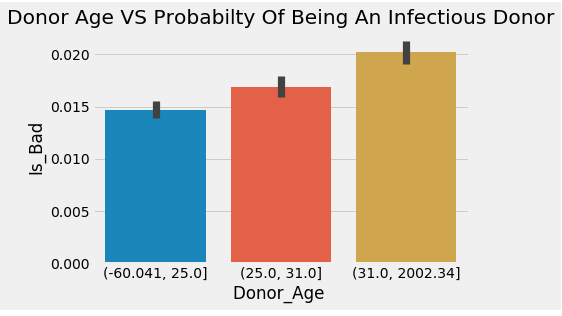 Donor Age VS Probabilty Of Being An Infectious Donor
0.020
0.015
0.010
0.005
0.000
Is_Bad
(-60.041, 25.0]
(25.0, 31.0]
(31.0, 2002.34]
Donor_Age